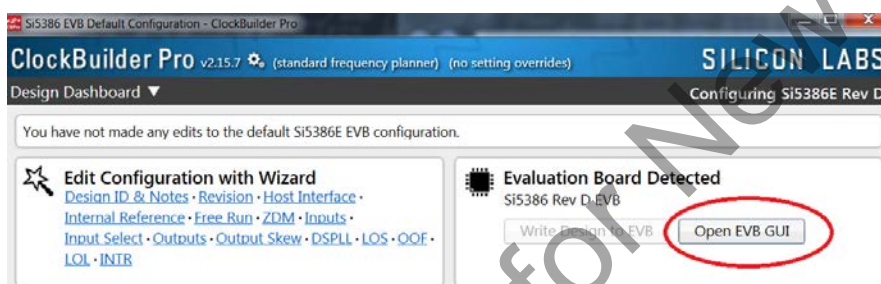 Si5386 EVB Default Configuration - ClockBuilder Pro
ClockBuilder Pro v2.15.7 (standard frequency planner) (no setting overrides)
SILICON LABS
Design Dashboard ▼
Configuring Si5386E Rev D
You have not made any edits to the default Si5386E EVB configuration.
Edit Configuration with Wizard
Design ID & Notes · Revision · Host Interface ·
Internal Reference · Free Run · ZDM · Inputs ·
Input Select · Outputs · Output Skew · DSPLL · LOS · OOF ·
LOL · INTR
Evaluation Board Detected
Si5386 Rev D EVB
Write Design to EVB
Open EVB GUI
for New